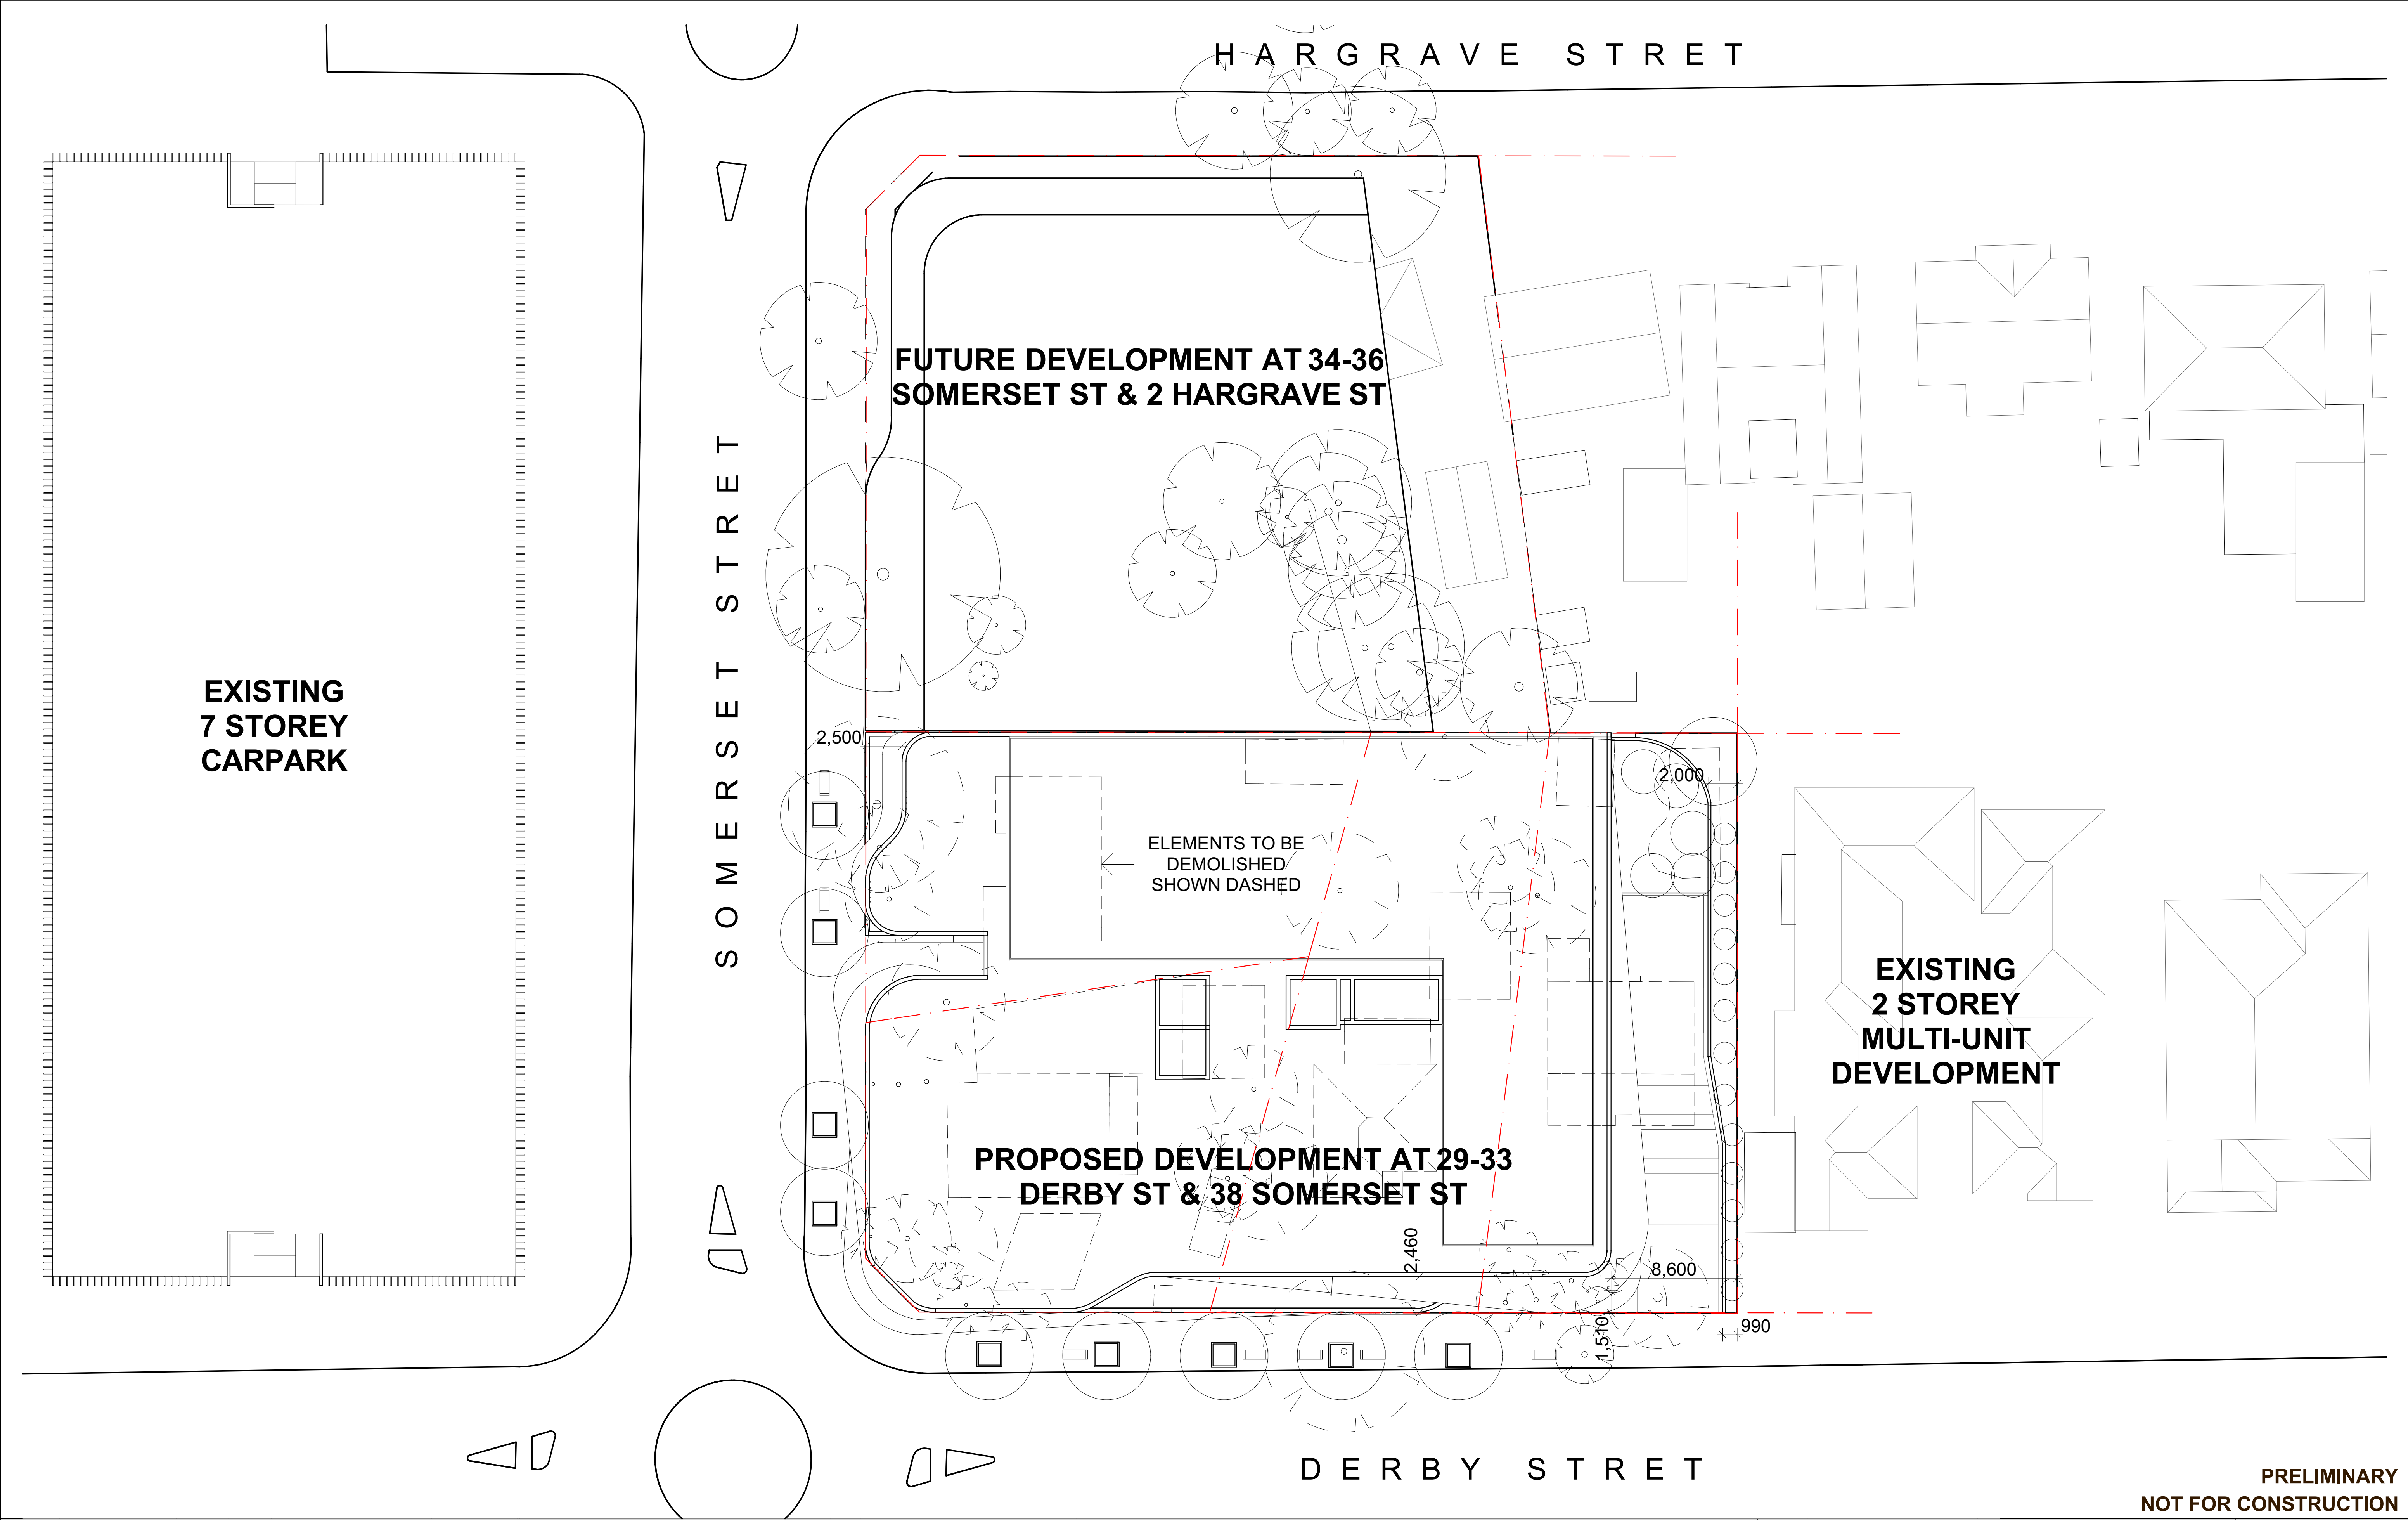 HARGRAVE STRET
FUTURE DEVELOPMENT AT 34-36
SOMERSET ST & 2 HARGRAVE ST
SOMERSET STRET
EXISTING
7 STOREY
CARPARK
2,500
2,000
ELEMENTS TO BE
DEMOLISHED
SHOWN DASHED
EXISTING
2 STOREY
MULTI-UNIT
DEVELOPMENT
PROPOSED DEVELOPMENT AT 29-33
DERBY ST & 38 SOMERSET ST
2,460
8,600
1,510
990
DERBY STRET
PRELIMINARY
NOT FOR CONSTRUCTION